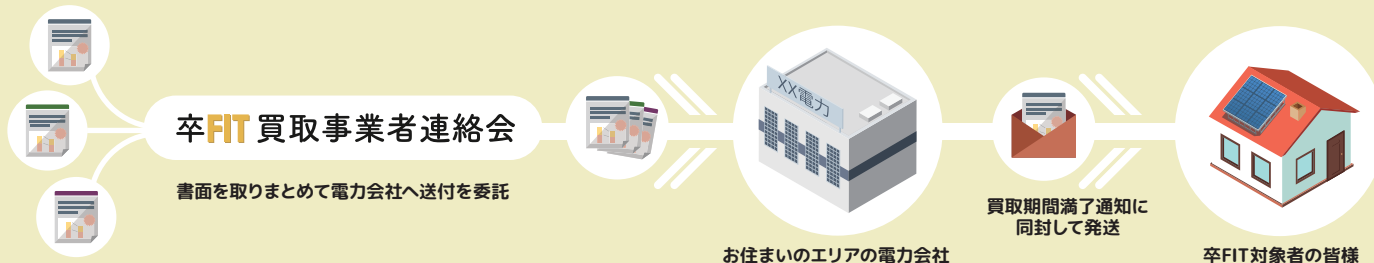 卒FIT買取事業者連絡会
書面を取りまとめて電力会社へ送付を委託
XX電力
お住まいのエリアの電力会社
買取期間満了通知に
同封して発送
卒FIT対象者の皆様